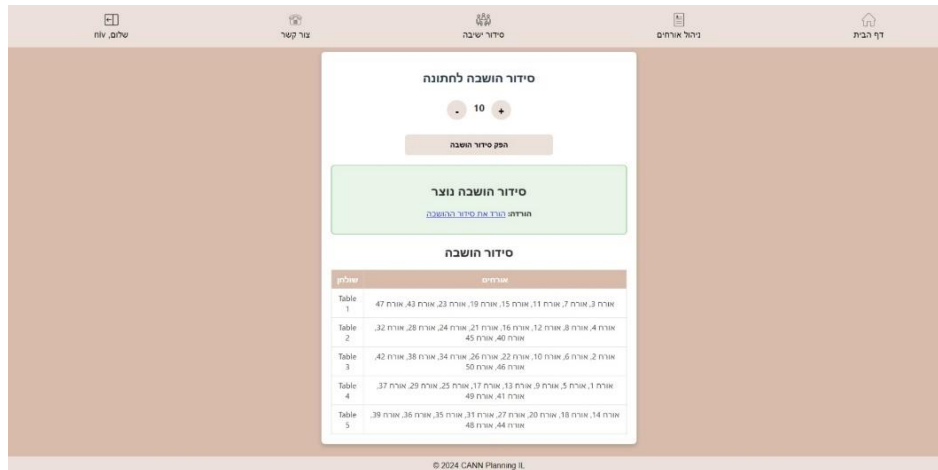 דף הבית
ניהול אורחים
סידור ישיבה
צור קשר
שלום, niv
סידור הושבה לחתונה
+ 10 -
הפק סידור הושבה
סידור הושבה נוצר
הורדה: הורד את סידור ההושבה
סידור הושבה
אורחים שולחן
אורח 3, אורח 7, אורח 11, אורח 15, אורח 19, אורח 23, אורח 43, אורח 47
Table
1
אורח 4, אורח 8, אורח 12, אורח 16, אורח 21, אורח 24, אורח 28, אורח 32,
אורח 40, אורח 45
Table
2
אורח 2, אורח 6, אורח 10, אורח 22, אורח 26, אורח 34, אורח 38, אורח 42,
אורח 46, אורח 50
Table
3
אורח 1, אורח 5, אורח 9, אורח 13, אורח 17, אורח 25, אורח 29, אורח 37,
אורח 41, אורח 49
Table
4
אורח 14, אורח 18, אורח 20, אורח 27, אורח 31, אורח 35, אורח 36, אורח 39,
אורח 44, אורח 48
Table
5
© 2024 CANN Planning IL